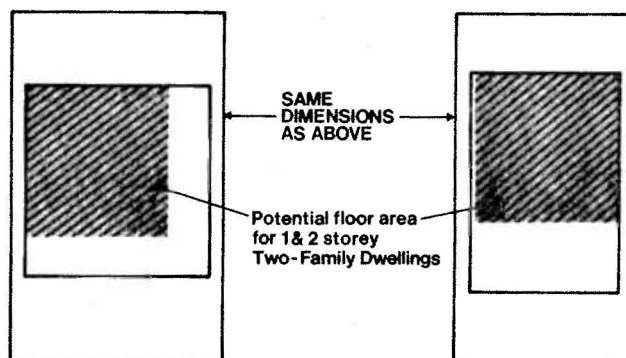 SAME
DIMENSIONS
AS ABOVE
Potential floor area
for 1& 2 storey
Two-Family Dwellings